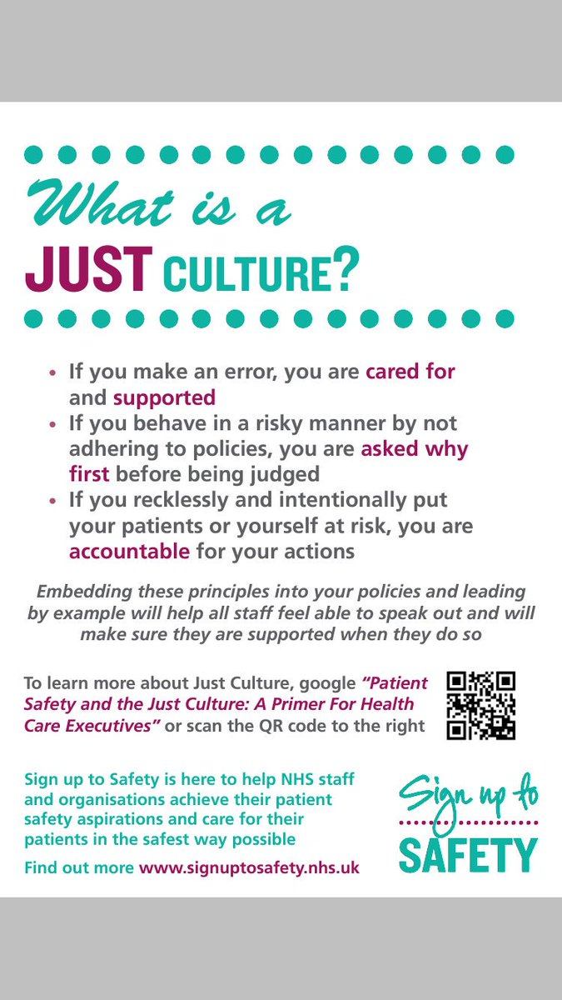 What is a
JUST CULTURE?
• If you make an error, you are cared for
and supported
• If you behave in a risky manner by not
adhering to policies, you are asked why
first before being judged
• If you recklessly and intentionally put
your patients or yourself at risk, you are
accountable for your actions
Embedding these principles into your policies and leading
by example will help all staff feel able to speak out and will
make sure they are supported when they do so
To learn more about Just Culture, google “Patient
Safety and the Just Culture: A Primer For Health
Care Executives” or scan the QR code to the right
Sign up to Safety is here to help NHS staff
and organisations achieve their patient
safety aspirations and care for their
patients in the safest way possible
Find out more www.signuptosafety.nhs.uk
Sign up to
SAFETY